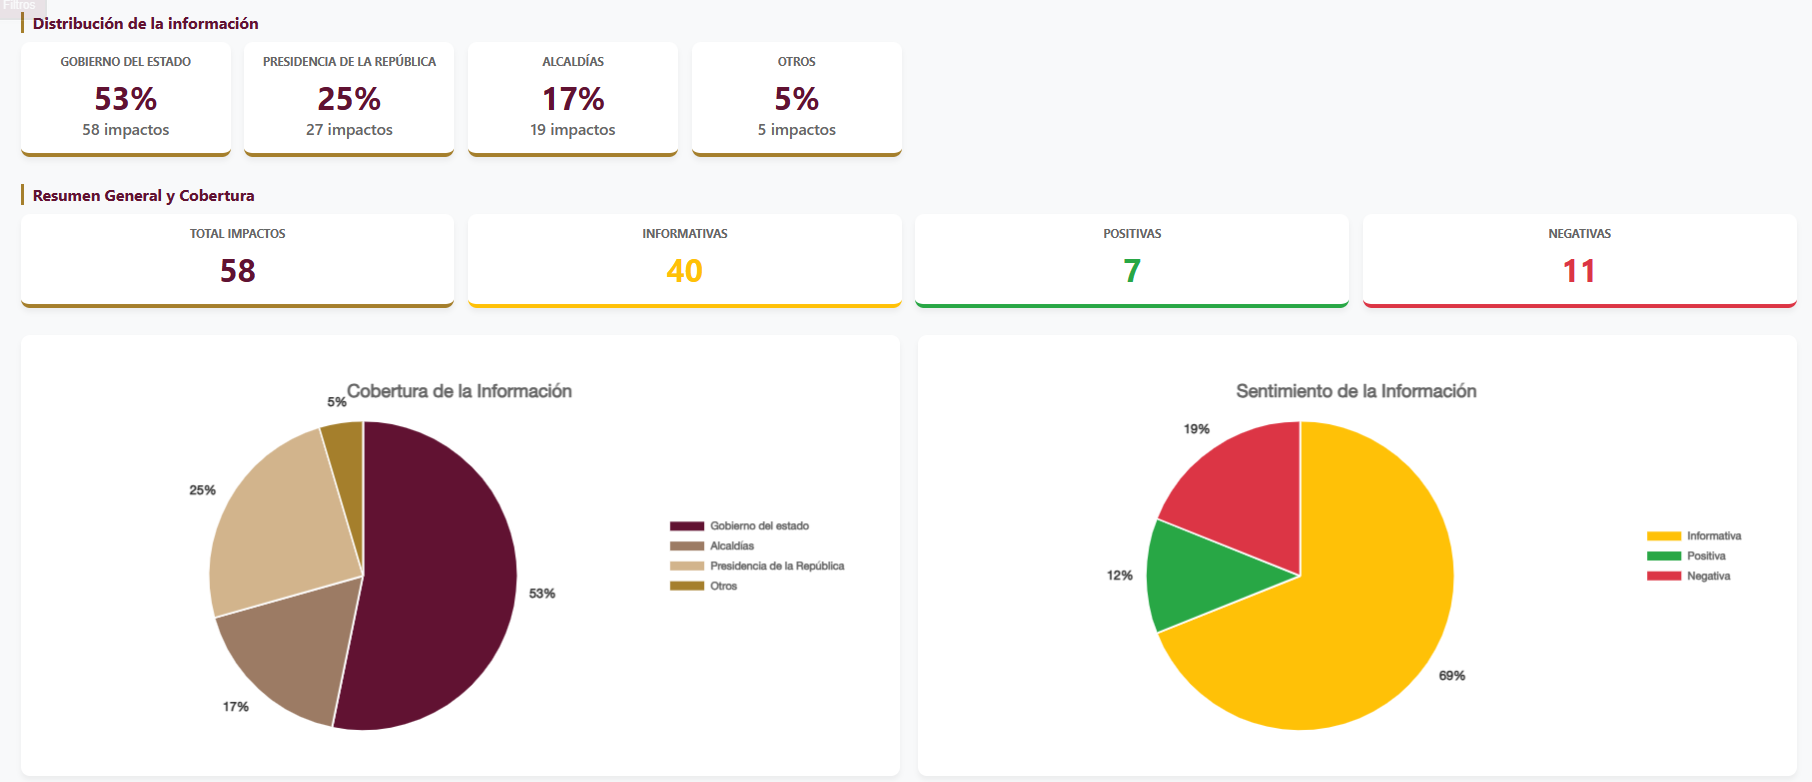 Filtros
Distribución de la información
GOBIERNO DEL ESTADO
53%
58 impactos
PRESIDENCIA DE LA REPÚBLICA
25%
27 impactos
ALCALDÍAS
17%
19 impactos
OTROS
5%
5 impactos
Resumen General y Cobertura
TOTAL IMPACTOS
58
INFORMATIVAS
40
POSITIVAS
7
NEGATIVAS
11
Cobertura de la Información
5%
25%
17%
53%
Gobierno del estado
Alcaldías
Presidencia de la República
Otros
Sentimiento de la Información
19%
12%
69%
Informativa
Positiva
Negativa